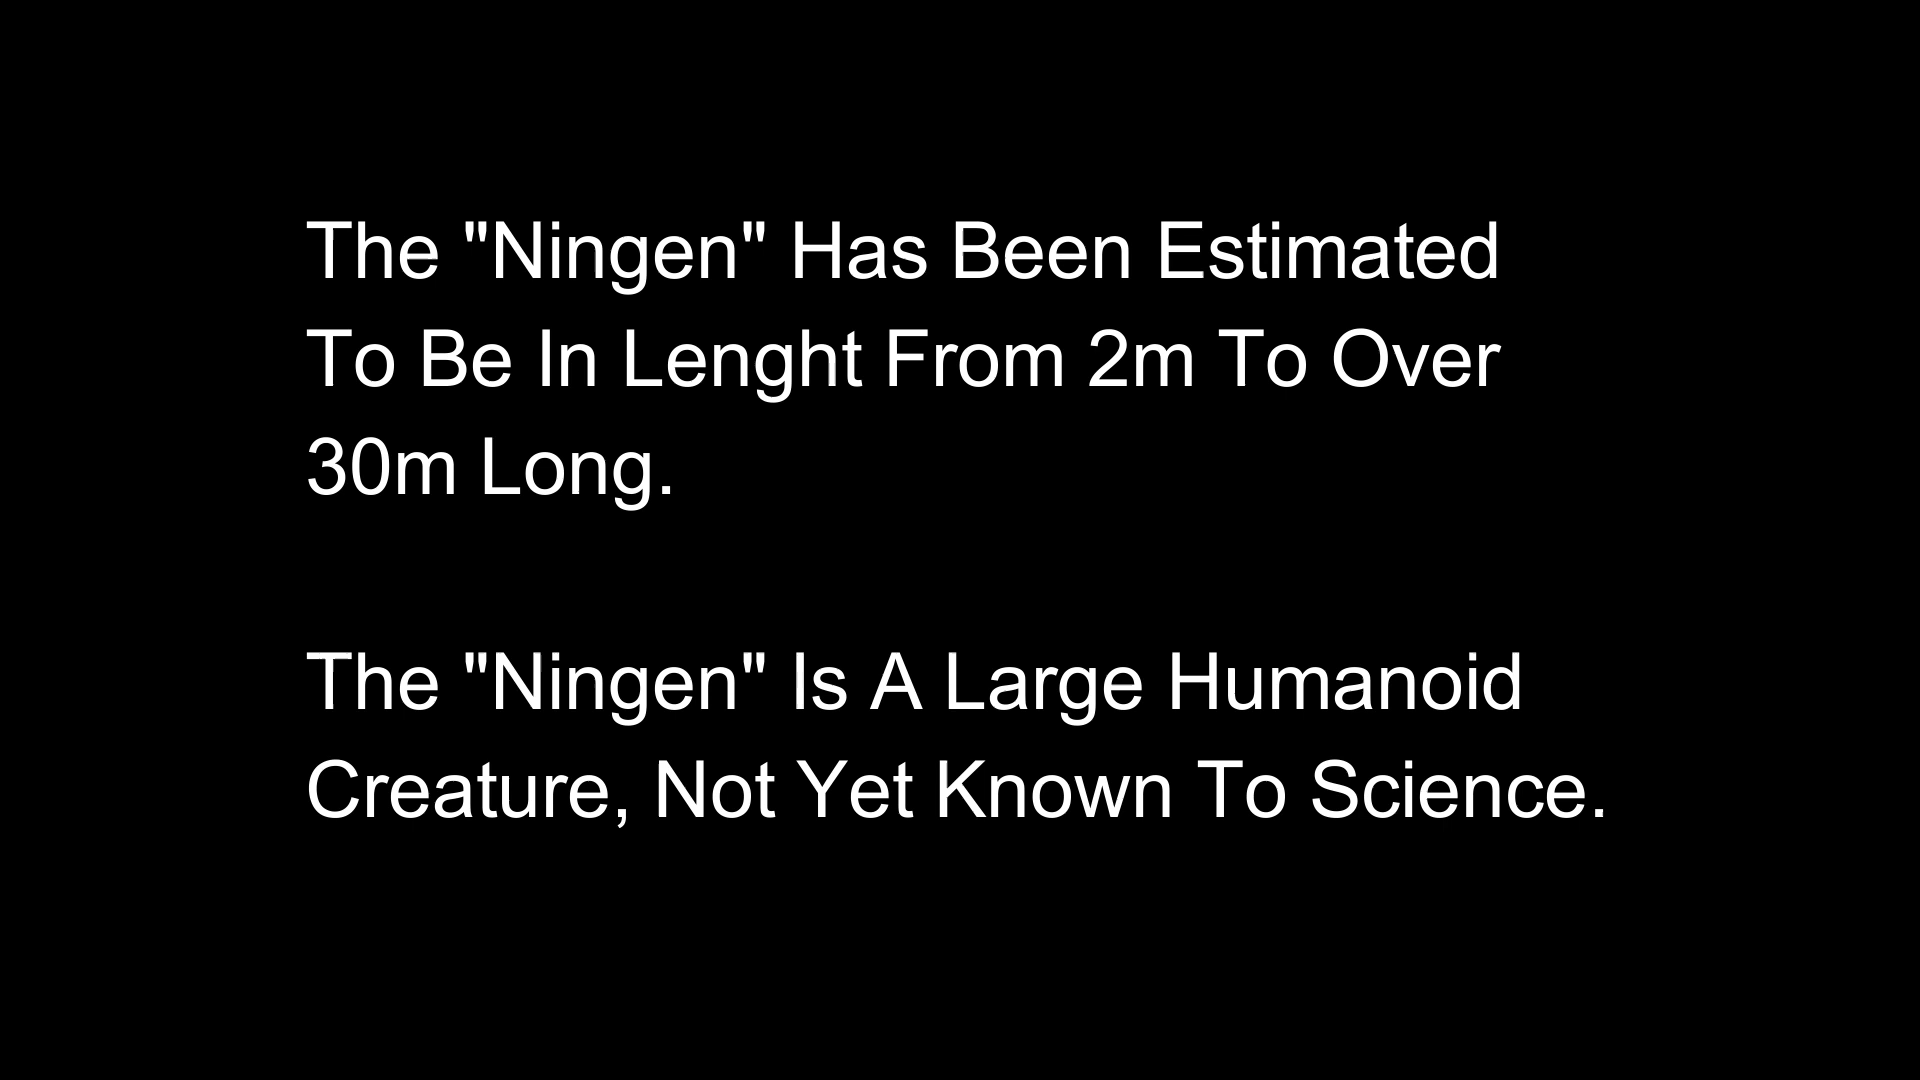 The "Ningen" Has Been Estimated
To Be In Lenght From 2m To Over
30m Long.
The "Ningen" Is A Large Humanoid
Creature, Not Yet Known To Science.